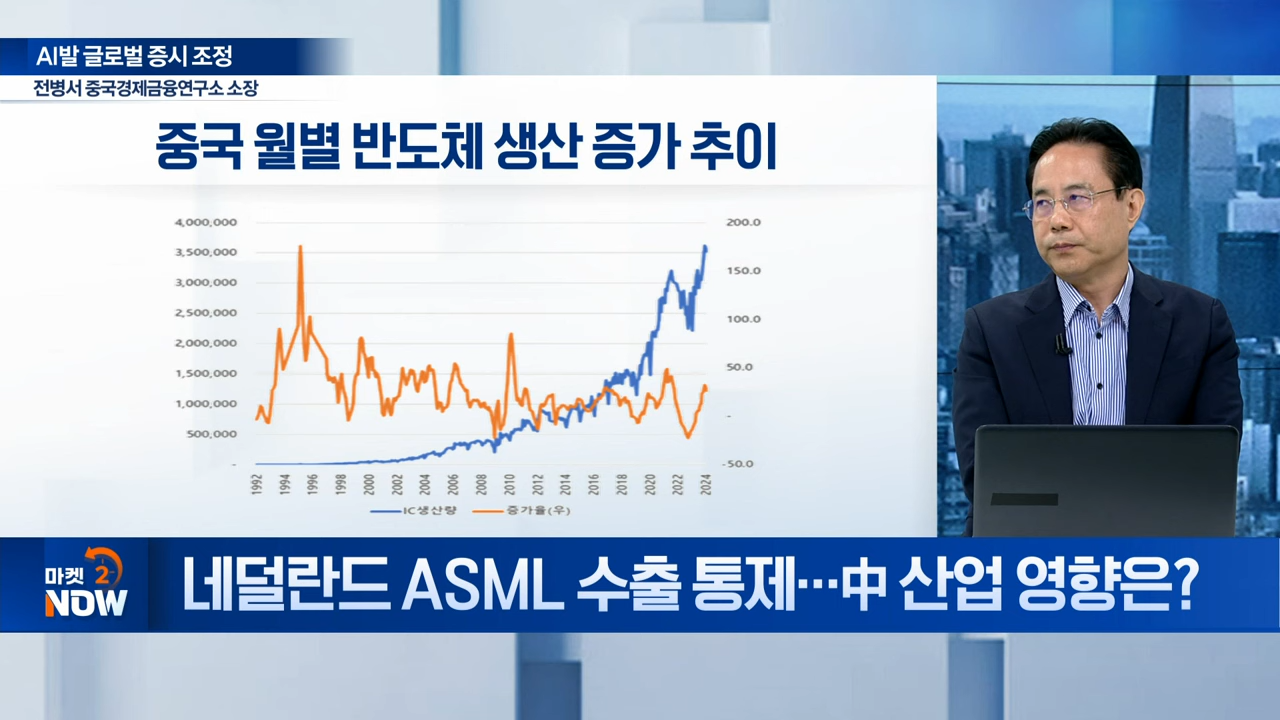 AI발 글로벌 증시 조정
전병서 중국경제금융연구소 소장
중국 월별 반도체 생산 증가 추이
4,000,000
3,500,000
3,000,000
2,500,000
2,000,000
1,500,000
1,000,000
500,000
-
200.0
150.0
100.0
50.0
-
-50.0
1992 1994 1996 1998 2000 2002 2004 2006 2008 2010 2012 2014 2016 2018 2020 2022 2024
IC생산량 증가율(우)
마켓 2
NOW
네덜란드 ASML 수출 통제…中 산업 영향은?